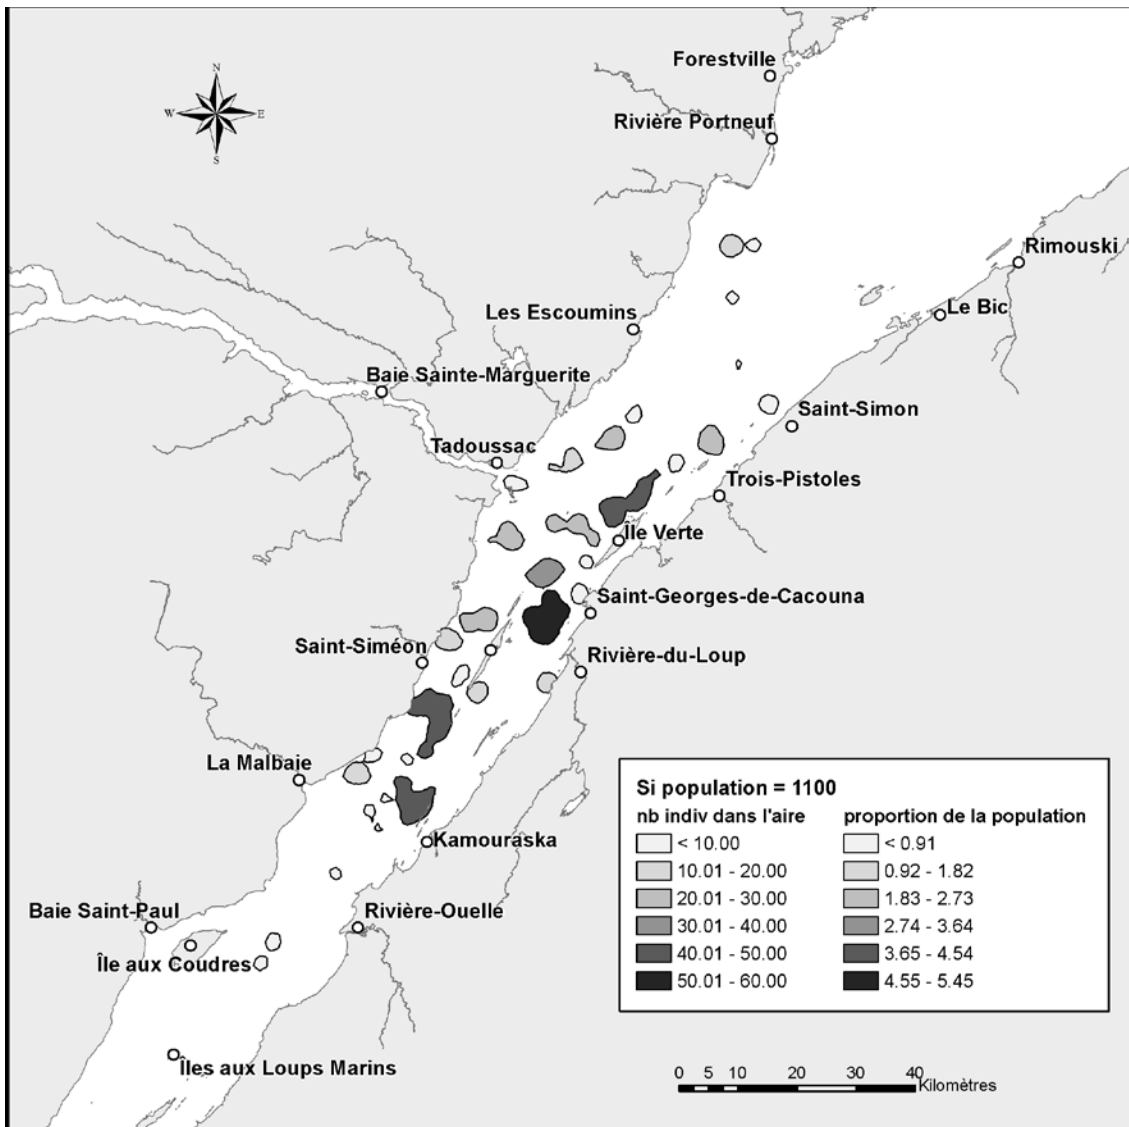 Forestville
N
W
E
S
Rivière Portneuf
Rimouski
Les Escoumins
Le Bic
Baie Sainte-Marguerite
Saint-Simon
Tadoussac
Trois-Pistoles
Île Verte
Saint-Georges-de-Cacouna
Saint-Siméon
Rivière-du-Loup
La Malbaie
Kamouraska
Baie Saint-Paul
Rivière-Ouelle
Île aux Coudres
Îles aux Loups Marins
Si population = 1100
nb indiv dans l'aire proportion de la population
< 10.00 < 0.91
10.01 - 20.00 0.92 - 1.82
20.01 - 30.00 1.83 - 2.73
30.01 - 40.00 2.74 - 3.64
40.01 - 50.00 3.65 - 4.54
50.01 - 60.00 4.55 - 5.45
0 5 10 20 30 40
Kilomètres